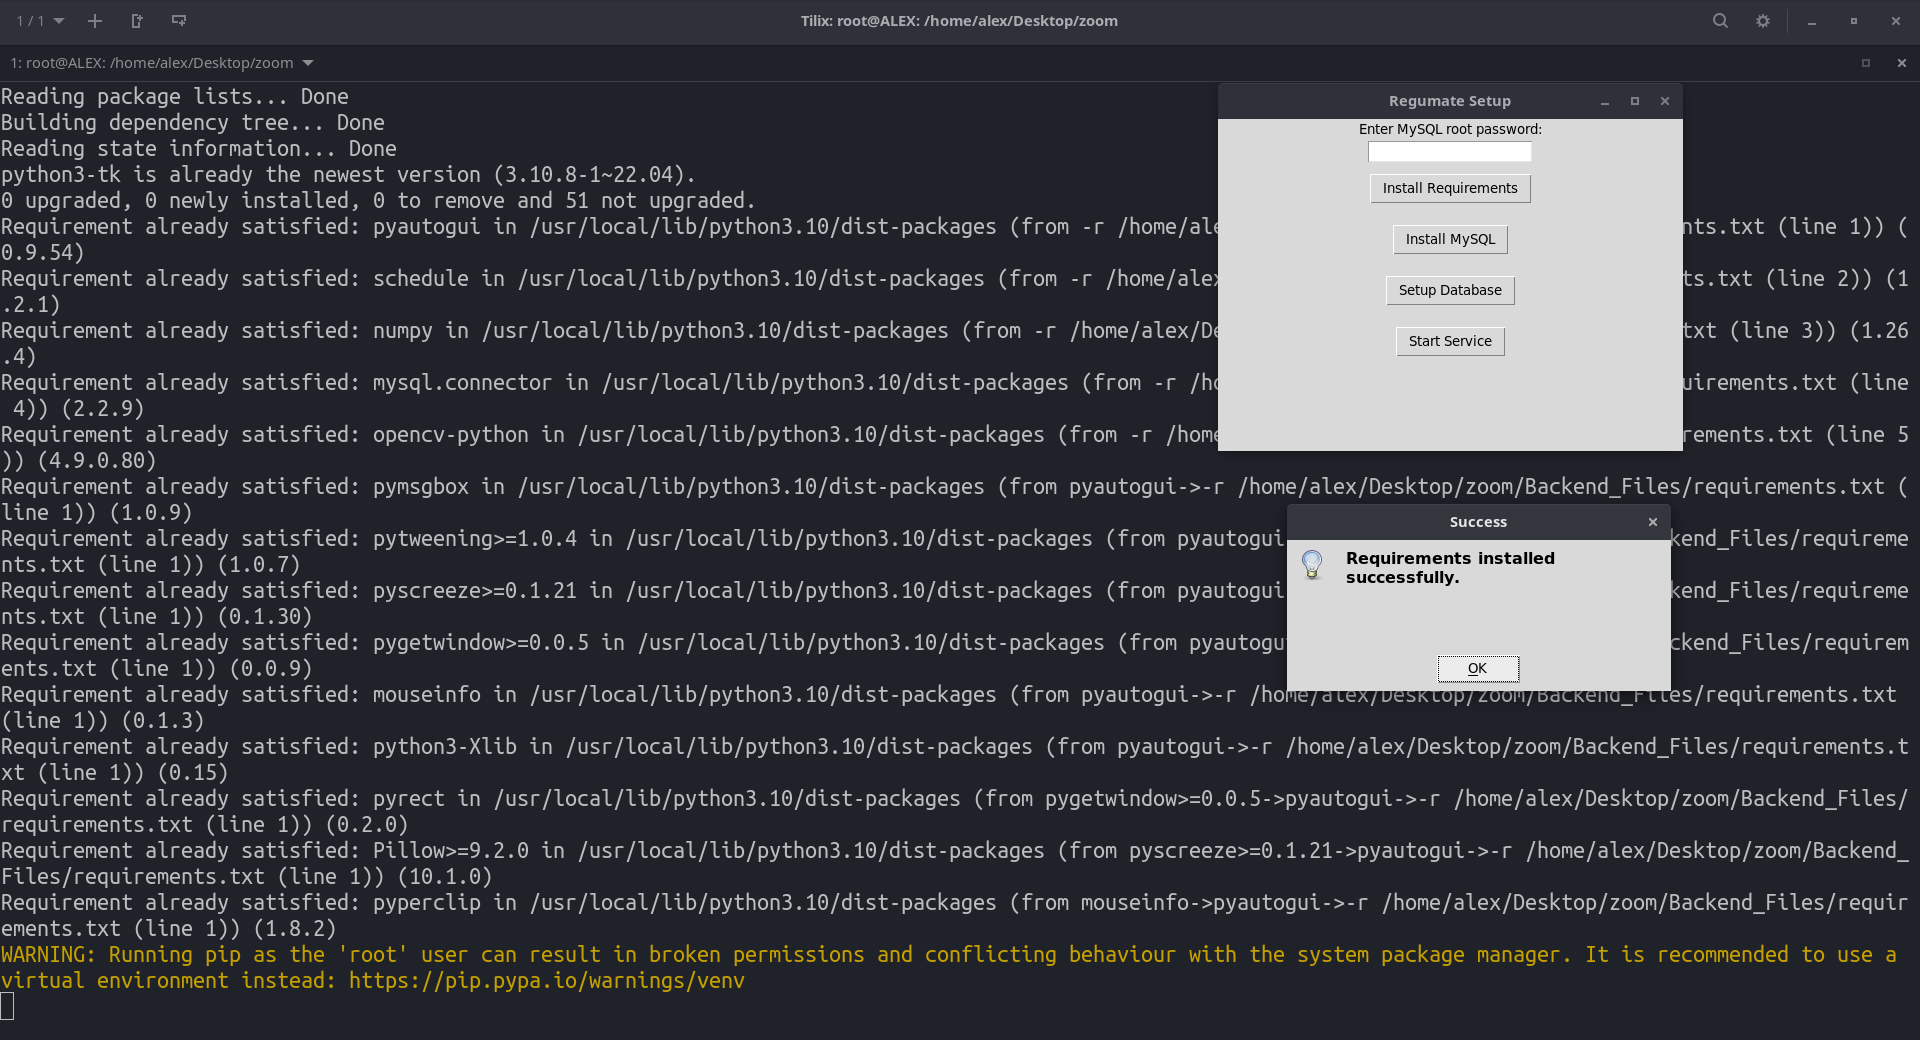 1 / 1
Tilix: root@ALEX: /home/alex/Desktop/zoom
1: root@ALEX: /home/alex/Desktop/zoom
Reading package lists... Done
Building dependency tree... Done
Reading state information... Done
python3-tk is already the newest version (3.10.8-1~22.04).
0 upgraded, 0 newly installed, 0 to remove and 51 not upgraded.
Requirement already satisfied: pyautogui in /usr/local/lib/python3.10/dist-packages (from -r /home/ale nts.txt (line 1)) (
0.9.54)
Requirement already satisfied: schedule in /usr/local/lib/python3.10/dist-packages (from -r /home/alex ts.txt (line 2)) (1
.2.1)
Requirement already satisfied: numpy in /usr/local/lib/python3.10/dist-packages (from -r /home/alex/De txt (line 3)) (1.26
.4)
Requirement already satisfied: mysql.connector in /usr/local/lib/python3.10/dist-packages (from -r /ho uirements.txt (line
4)) (2.2.9)
Requirement already satisfied: opencv-python in /usr/local/lib/python3.10/dist-packages (from -r /home rements.txt (line 5
)) (4.9.0.80)
Requirement already satisfied: pymsgbox in /usr/local/lib/python3.10/dist-packages (from pyautogui->-r /home/alex/Desktop/zoom/Backend_Files/requirements.txt (
line 1)) (1.0.9)
Requirement already satisfied: pytweening>=1.0.4 in /usr/local/lib/python3.10/dist-packages (from pyautogui kend_Files/requireme
nts.txt (line 1)) (1.0.7)
Requirement already satisfied: pyscreeze>=0.1.21 in /usr/local/lib/python3.10/dist-packages (from pyautogui kend_Files/requireme
nts.txt (line 1)) (0.1.30)
Requirement already satisfied: pygetwindow>=0.0.5 in /usr/local/lib/python3.10/dist-packages (from pyautogu ckend_Files/requirem
ents.txt (line 1)) (0.0.9)
Requirement already satisfied: mouseinfo in /usr/local/lib/python3.10/dist-packages (from pyautogui->-r /home/alex/Desktop/zoom/Backend_Files/requirements.txt
(line 1)) (0.1.3)
Requirement already satisfied: python3-Xlib in /usr/local/lib/python3.10/dist-packages (from pyautogui->-r /home/alex/Desktop/zoom/Backend_Files/requirements.t
xt (line 1)) (0.15)
Requirement already satisfied: pyrect in /usr/local/lib/python3.10/dist-packages (from pygetwindow>=0.0.5->pyautogui->-r /home/alex/Desktop/zoom/Backend_Files/
requirements.txt (line 1)) (0.2.0)
Requirement already satisfied: Pillow>=9.2.0 in /usr/local/lib/python3.10/dist-packages (from pyscreeze>=0.1.21->pyautogui->-r /home/alex/Desktop/zoom/Backend_
Files/requirements.txt (line 1)) (10.1.0)
Requirement already satisfied: pyperclip in /usr/local/lib/python3.10/dist-packages (from mouseinfo->pyautogui->-r /home/alex/Desktop/zoom/Backend_Files/requir
ements.txt (line 1)) (1.8.2)
WARNING: Running pip as the 'root' user can result in broken permissions and conflicting behaviour with the system package manager. It is recommended to use a
virtual environment instead: https://pip.pypa.io/warnings/venv
Regumate Setup
Enter MySQL root password:
Install Requirements
Install MySQL
Setup Database
Start Service
Success
Requirements installed
successfully.
OK